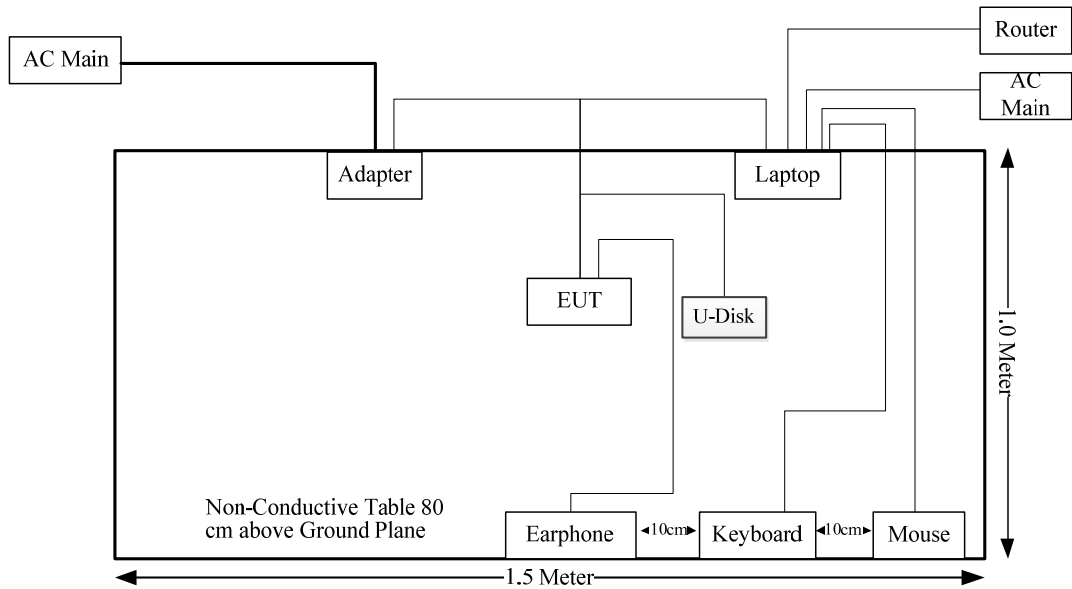 Router
AC Main
AC
Main
Adapter
Laptop
EUT
U-Disk
1.0 Meter
Non-Conductive Table 80
cm above Ground Plane
Earphone
10cm
Keyboard
10cm
Mouse
1.5 Meter